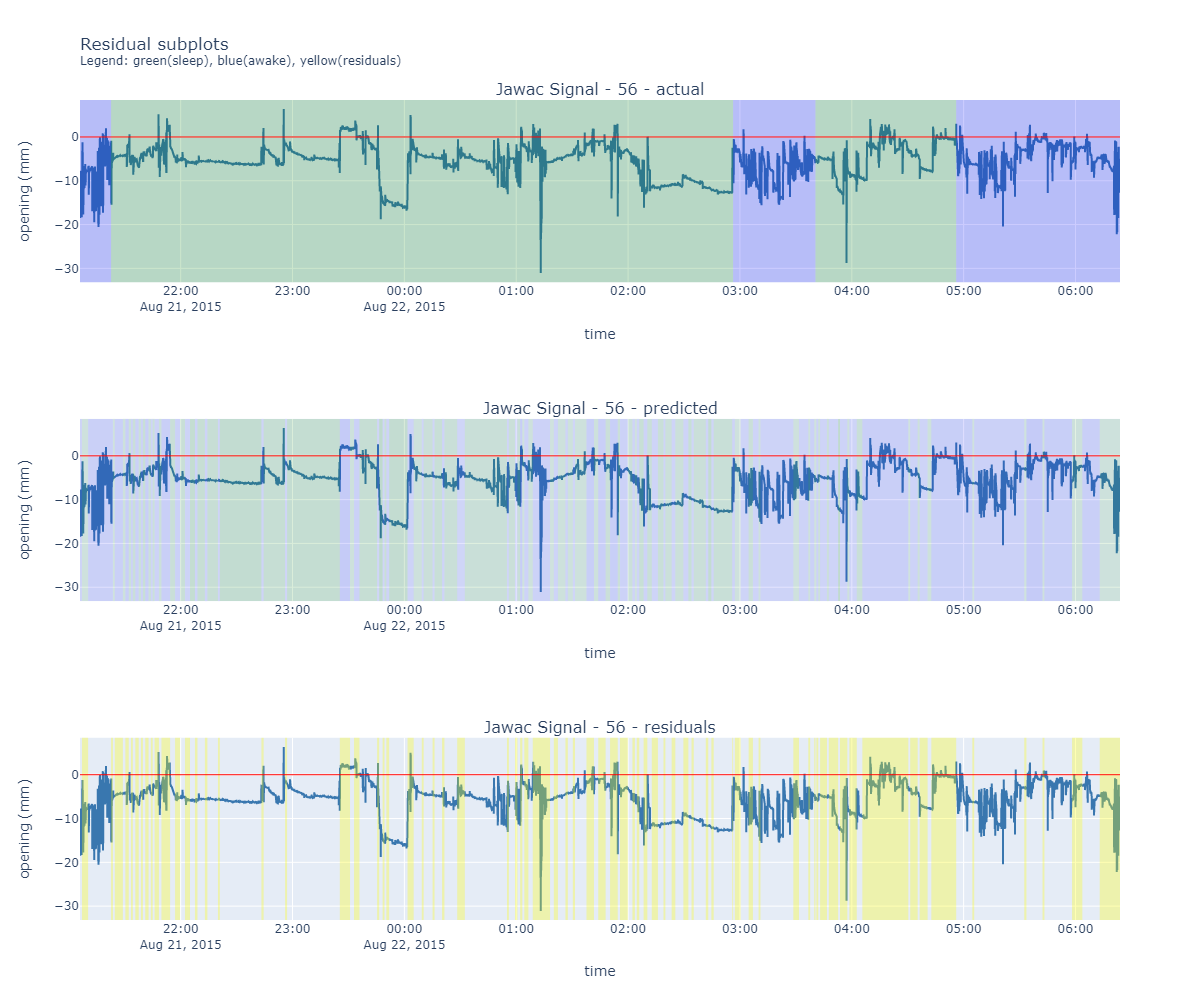 Residual subplots
Legend: green(sleep), blue(awake), yellow(residuals)
Jawac Signal - 56 - actual
opening (mm)
0
−10
−20
−30
22:00 23:00 00:00 01:00 02:00 03:00 04:00 05:00 06:00
Aug 21, 2015 Aug 22, 2015
time
Jawac Signal - 56 - predicted
opening (mm)
0
−10
−20
−30
22:00 23:00 00:00 01:00 02:00 03:00 04:00 05:00 06:00
Aug 21, 2015 Aug 22, 2015
time
Jawac Signal - 56 - residuals
opening (mm)
0
−10
−20
−30
22:00 23:00 00:00 01:00 02:00 03:00 04:00 05:00 06:00
Aug 21, 2015 Aug 22, 2015
time